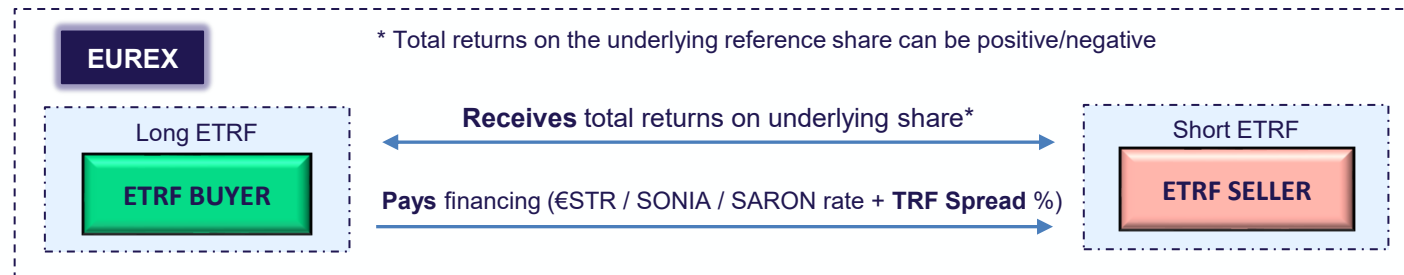 * Total returns on the underlying reference share can be positive/negative
EUREX
Receives total returns on underlying share*
Long ETRF
Short ETRF
ETRF BUYER
ETRF SELLER
Pays financing (€STR / SONIA / SARON rate + TRF Spread %)